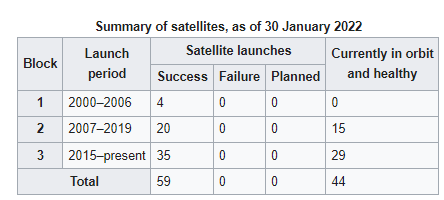 Summary of satellites, as of 30 January 2022
Block Launch period Satellite launches Currently in orbit and healthy
Success Failure Planned
1 2000–2006 4 0 0 0
2 2007–2019 20 0 0 15
3 2015–present 35 0 0 29
Total 59 0 0 44